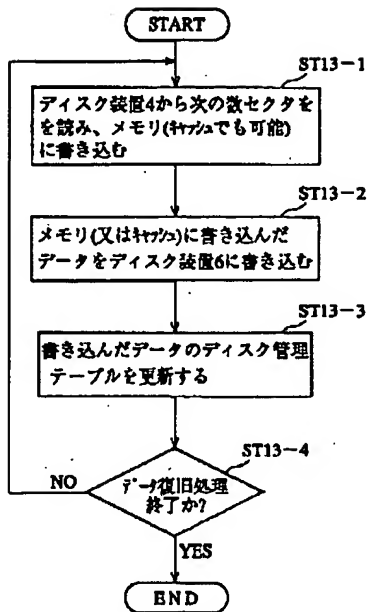 START
ST13-1
ディスク装置4から次の数セクタを
を読み、メモリ(ｷｬｯｼｭでも可能)
に書き込む
ST13-2
メモリ(又はｷｬｯｼｭ)に書き込んだ
データをディスク装置6に書き込む
ST13-3
書き込んだデータのディスク管理
テーブルを更新する
ST13-4
ﾃﾞｰﾀ復旧処理
終了か?
NO
YES
END